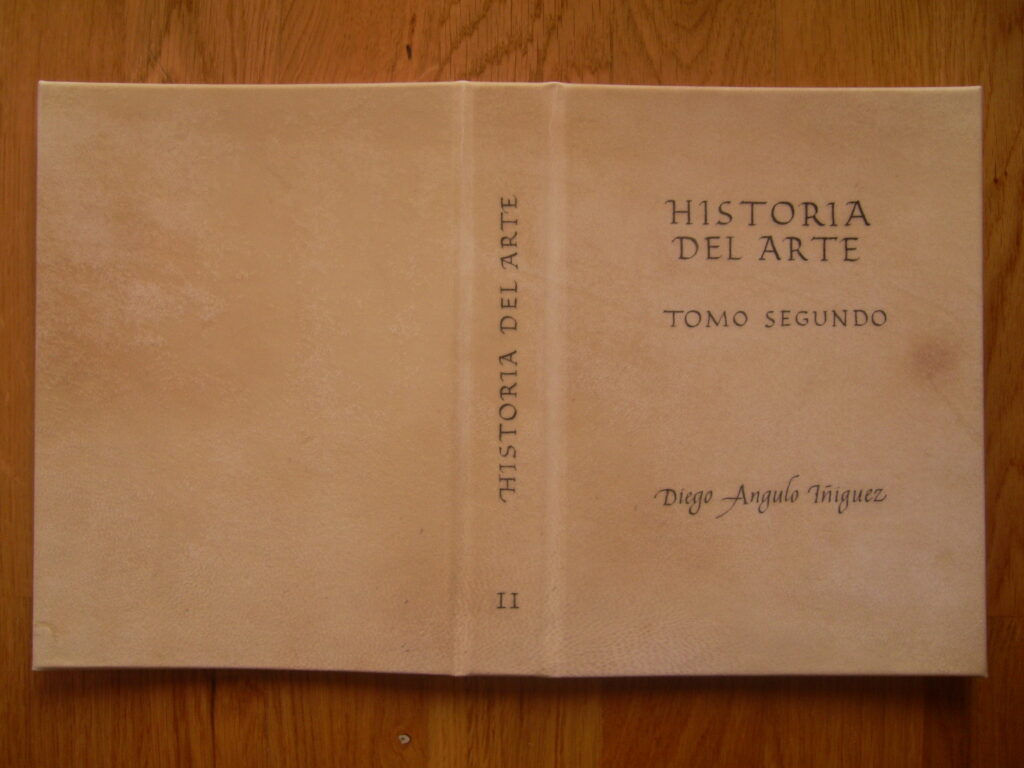 HISTORIA DEL ARTE
II
HISTORIA
DEL ARTE
TOMO SEGUNDO
Diego Angulo Iñiguez